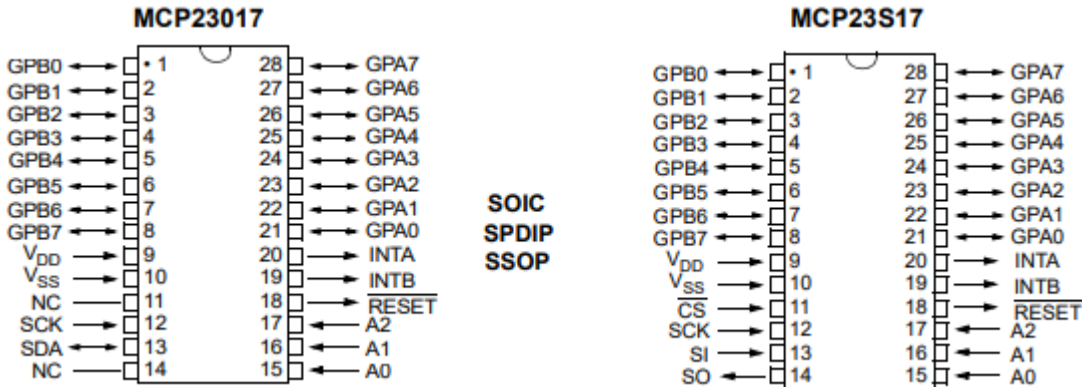 MCP23017
GPB0 • 1 28 GPA7
GPB1 2 27 GPA6
GPB2 3 26 GPA5
GPB3 4 25 GPA4
GPB4 5 24 GPA3
GPB5 6 23 GPA2
GPB6 7 22 GPA1
GPB7 8 21 GPA0
VDD 9 20 INTA
VSS 10 19 INTB
NC 11 18 RESET
SCK 12 17 A2
SDA 13 16 A1
NC 14 15 A0
SOIC
SPDIP
SSOP
MCP23S17
GPB0 • 1 28 GPA7
GPB1 2 27 GPA6
GPB2 3 26 GPA5
GPB3 4 25 GPA4
GPB4 5 24 GPA3
GPB5 6 23 GPA2
GPB6 7 22 GPA1
GPB7 8 21 GPA0
VDD 9 20 INTA
VSS 10 19 INTB
CS 11 18 RESET
SCK 12 17 A2
SI 13 16 A1
SO 14 15 A0